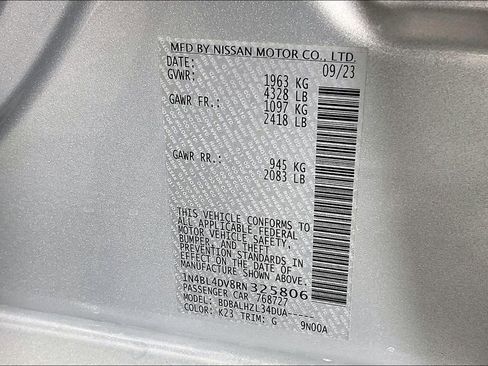 MFD BY NISSAN MOTOR CO., LTD.
DATE: 09/23
GVWR: 1963 KG
4328 LB
GAWR FR.: 1097 KG
2418 LB
GAWR RR.: 945 KG
2083 LB
THIS VEHICLE CONFORMS TO
ALL APPLICABLE FEDERAL
MOTOR VEHICLE SAFETY,
BUMPER, AND THEFT
PREVENTION STANDARDS IN
EFFECT ON THE DATE OF
MANUFACTURE SHOWN ABOVE.
1N4BL4DV8RN325806
PASSENGER CAR 768727
MODEL: BDBALHZL34DUA-----
COLOR: K23 TRIM: G 9N00A